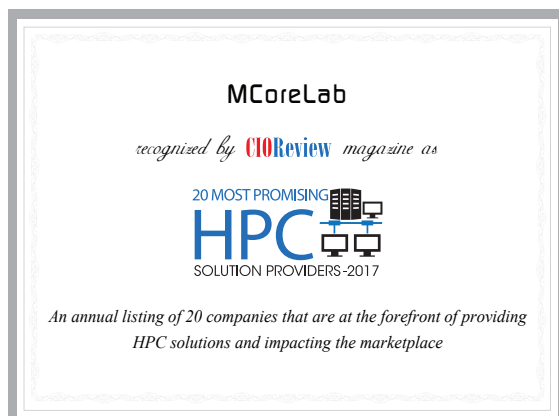 MCoreLab
recognized by CIOReview magazine as
20 MOST PROMISING
HPC
SOLUTION PROVIDERS-2017
An annual listing of 20 companies that are at the forefront of providing
HPC solutions and impacting the marketplace